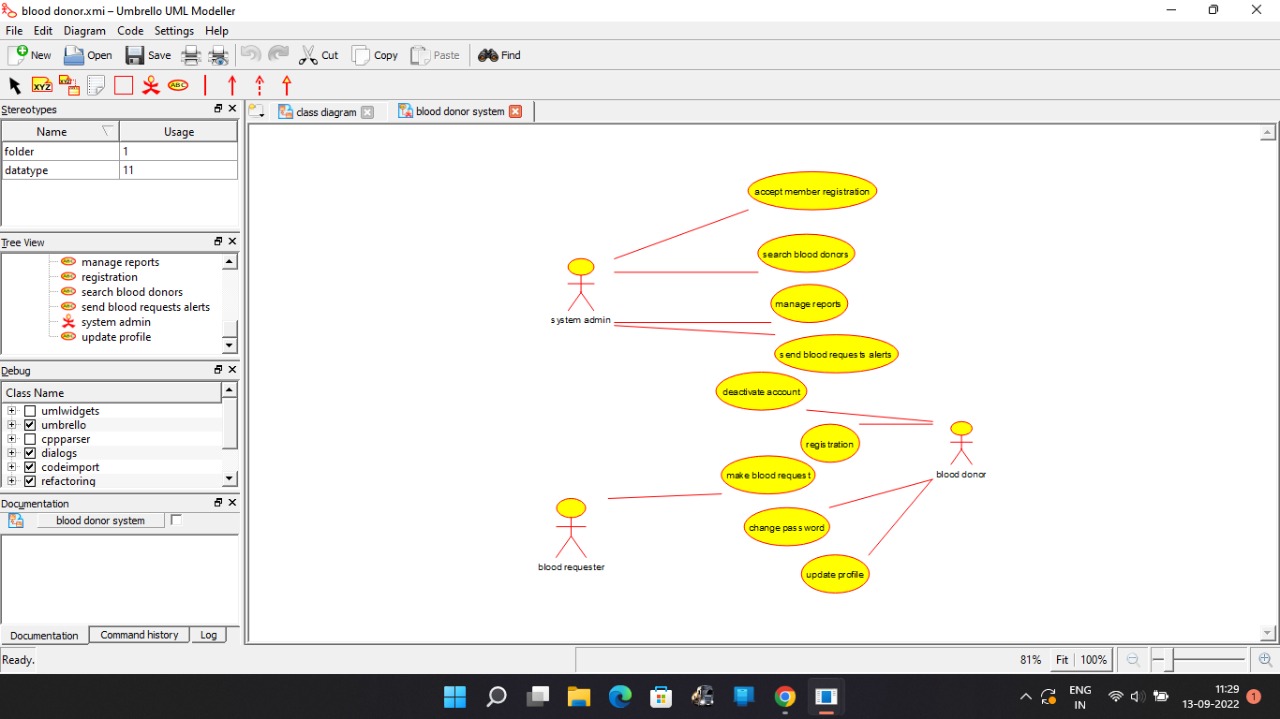 blood donor.xmi – Umbrello UML Modeller
File Edit Diagram Code Settings Help
New Open Save Cut Copy Paste Find
XYZ XYZ ABC
Stereotypes
Name Usage
folder 1
datatype 11
Tree View
manage reports
registration
search blood donors
send blood requests alerts
system admin
update profile
Debug
Class Name
umlwidgets
umbrello
cppparser
dialogs
codeimport
refactoring
Documentation
blood donor system
Documentation Command history Log
class diagram blood donor system
accept member registration
search blood donors
system admin
manage reports
send blood requests alerts
deactivate account
registration
blood donor
make blood request
blood requester
change password
update profile
Ready.
81% Fit 100%
ENG
IN
11:29
13-09-2022
1